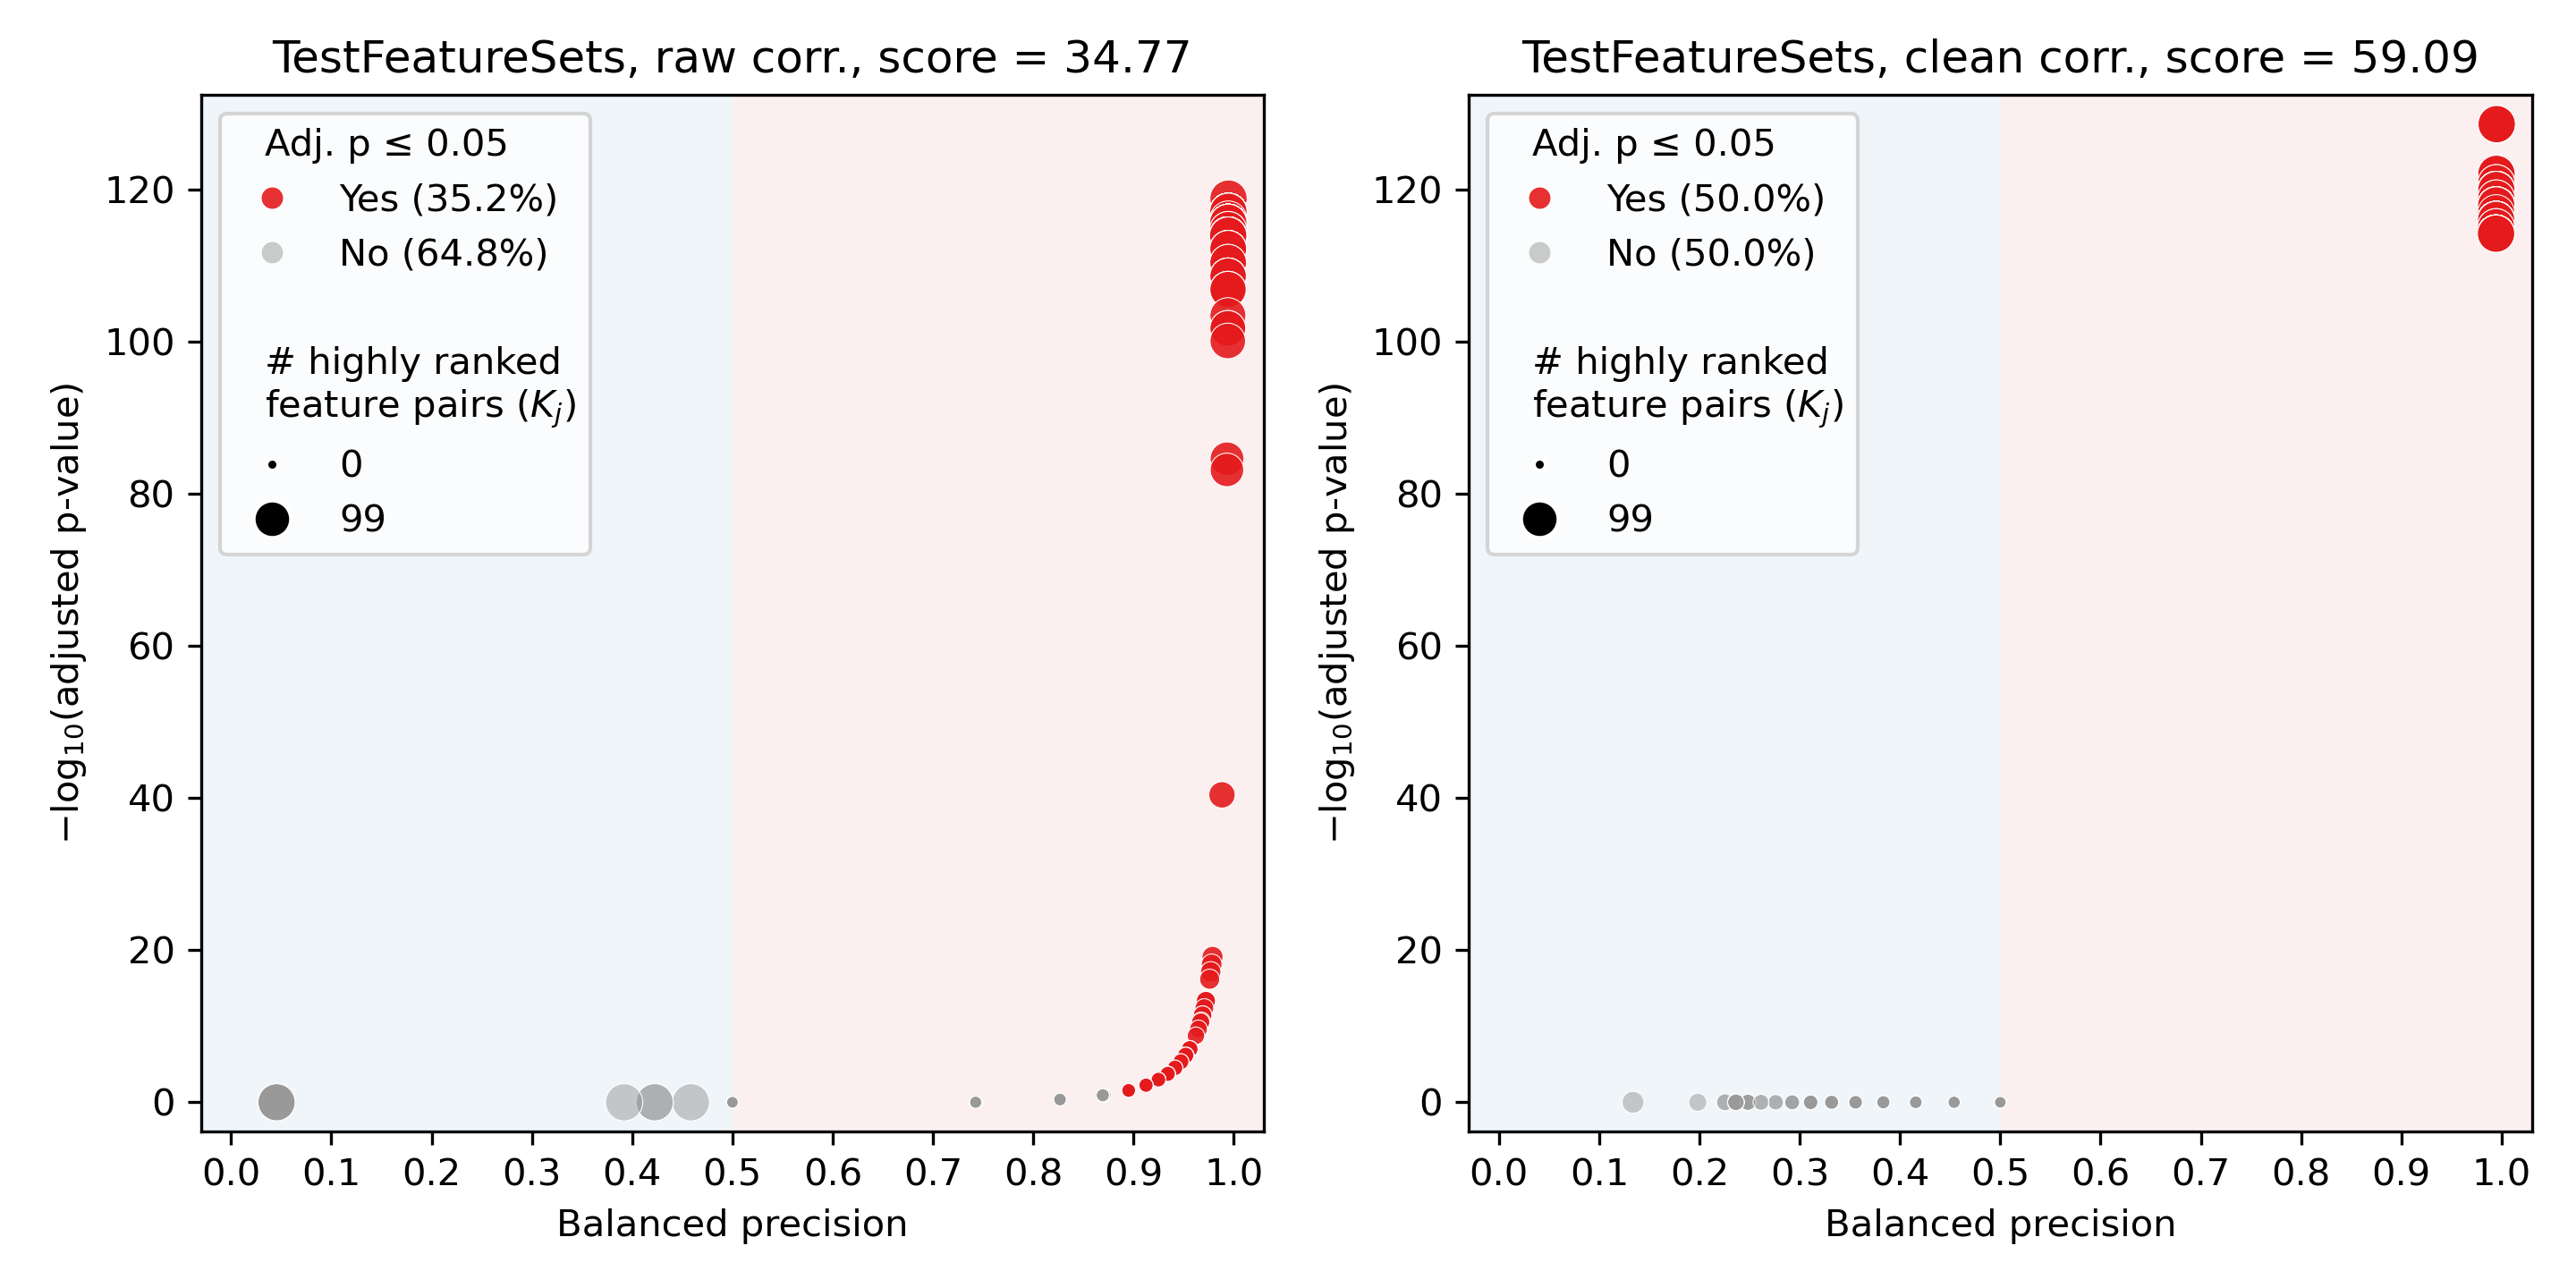 TestFeatureSets, raw corr., score = 34.77
−log₁₀(adjusted p-value)
120
100
80
60
40
20
0
Adj. p ≤ 0.05
Yes (35.2%)
No (64.8%)
# highly ranked
feature pairs (Kⱼ)
0
99
0.0 0.1 0.2 0.3 0.4 0.5 0.6 0.7 0.8 0.9 1.0
Balanced precision
TestFeatureSets, clean corr., score = 59.09
−log₁₀(adjusted p-value)
120
100
80
60
40
20
0
Adj. p ≤ 0.05
Yes (50.0%)
No (50.0%)
# highly ranked
feature pairs (Kⱼ)
0
99
0.0 0.1 0.2 0.3 0.4 0.5 0.6 0.7 0.8 0.9 1.0
Balanced precision